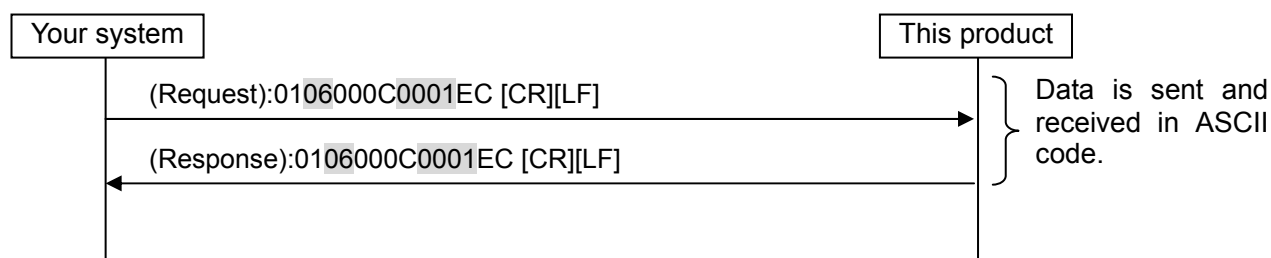 Your system
This product
(Request):0106000C0001EC [CR][LF]
(Response):0106000C0001EC [CR][LF]
Data is sent and
received in ASCII
code.